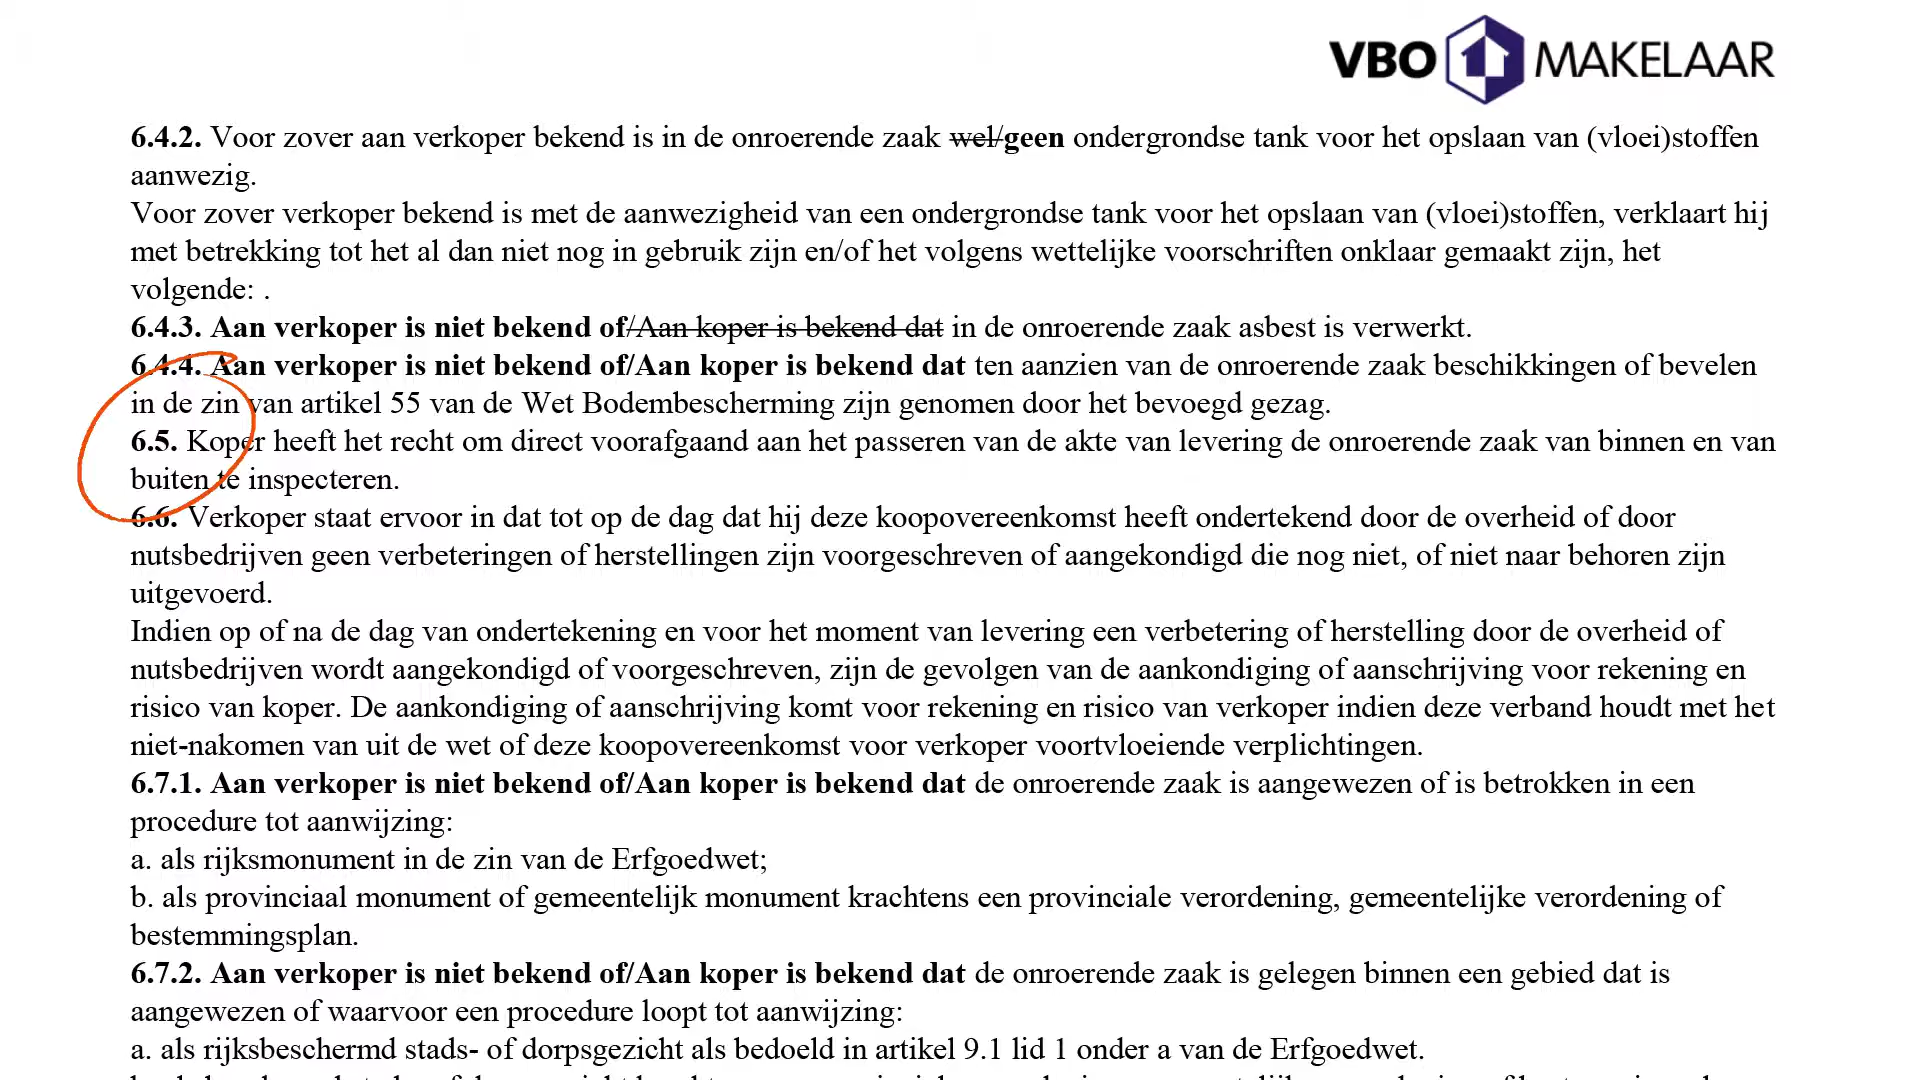 VBO MAKELAAR
6.4.2. Voor zover aan verkoper bekend is in de onroerende zaak wel/geen ondergrondse tank voor het opslaan van (vloei)stoffen
aanwezig.
Voor zover verkoper bekend is met de aanwezigheid van een ondergrondse tank voor het opslaan van (vloei)stoffen, verklaart hij
met betrekking tot het al dan niet nog in gebruik zijn en/of het volgens wettelijke voorschriften onklaar gemaakt zijn, het
volgende: .
6.4.3. Aan verkoper is niet bekend of/Aan koper is bekend dat in de onroerende zaak asbest is verwerkt.
6.4.4. Aan verkoper is niet bekend of/Aan koper is bekend dat ten aanzien van de onroerende zaak beschikkingen of bevelen
in de zin van artikel 55 van de Wet Bodembescherming zijn genomen door het bevoegd gezag.
6.5. Koper heeft het recht om direct voorafgaand aan het passeren van de akte van levering de onroerende zaak van binnen en van
buiten te inspecteren.
6.6. Verkoper staat ervoor in dat tot op de dag dat hij deze koopovereenkomst heeft ondertekend door de overheid of door
nutsbedrijven geen verbeteringen of herstellingen zijn voorgeschreven of aangekondigd die nog niet, of niet naar behoren zijn
uitgevoerd.
Indien op of na de dag van ondertekening en voor het moment van levering een verbetering of herstelling door de overheid of
nutsbedrijven wordt aangekondigd of voorgeschreven, zijn de gevolgen van de aankondiging of aanschrijving voor rekening en
risico van koper. De aankondiging of aanschrijving komt voor rekening en risico van verkoper indien deze verband houdt met het
niet-nakomen van uit de wet of deze koopovereenkomst voor verkoper voortvloeiende verplichtingen.
6.7.1. Aan verkoper is niet bekend of/Aan koper is bekend dat de onroerende zaak is aangewezen of is betrokken in een
procedure tot aanwijzing:
a. als rijksmonument in de zin van de Erfgoedwet;
b. als provinciaal monument of gemeentelijk monument krachtens een provinciale verordening, gemeentelijke verordening of
bestemmingsplan.
6.7.2. Aan verkoper is niet bekend of/Aan koper is bekend dat de onroerende zaak is gelegen binnen een gebied dat is
aangewezen of waarvoor een procedure loopt tot aanwijzing:
a. als rijksbeschermd stads- of dorpsgezicht als bedoeld in artikel 9.1 lid 1 onder a van de Erfgoedwet.